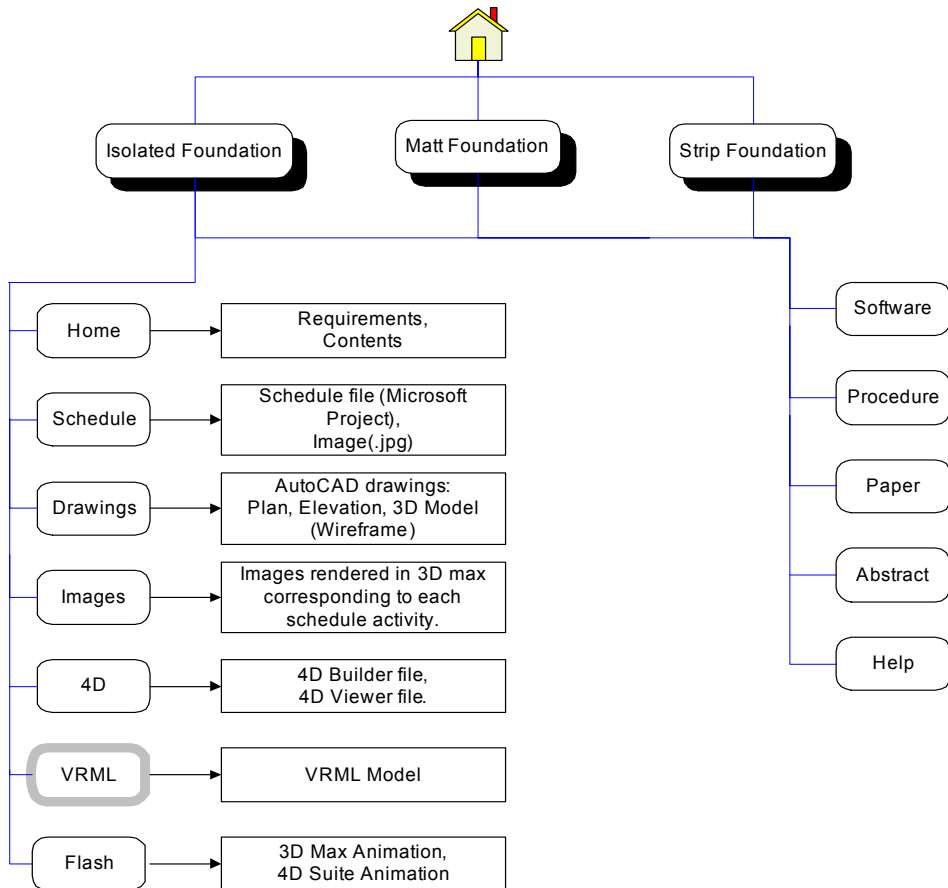 Isolated Foundation
Matt Foundation
Strip Foundation
Home
Requirements,
Contents
Schedule
Schedule file (Microsoft
Project),
Image(.jpg)
Drawings
AutoCAD drawings:
Plan, Elevation, 3D Model
(Wireframe)
Images
Images rendered in 3D max
corresponding to each
schedule activity.
4D
4D Builder file,
4D Viewer file.
VRML
VRML Model
Flash
3D Max Animation,
4D Suite Animation
Software
Procedure
Paper
Abstract
Help